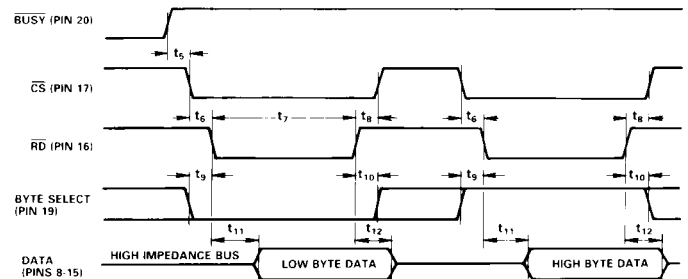 BUSY (PIN 20)
t5
CS (PIN 17)
t6 t7 t8 t6 t8
RD (PIN 16)
t9 t10 t9 t10
BYTE SELECT
(PIN 19)
t11 t12 t11 t12
DATA
(PINS 8-15)
HIGH IMPEDANCE BUS
LOW BYTE DATA
HIGH BYTE DATA